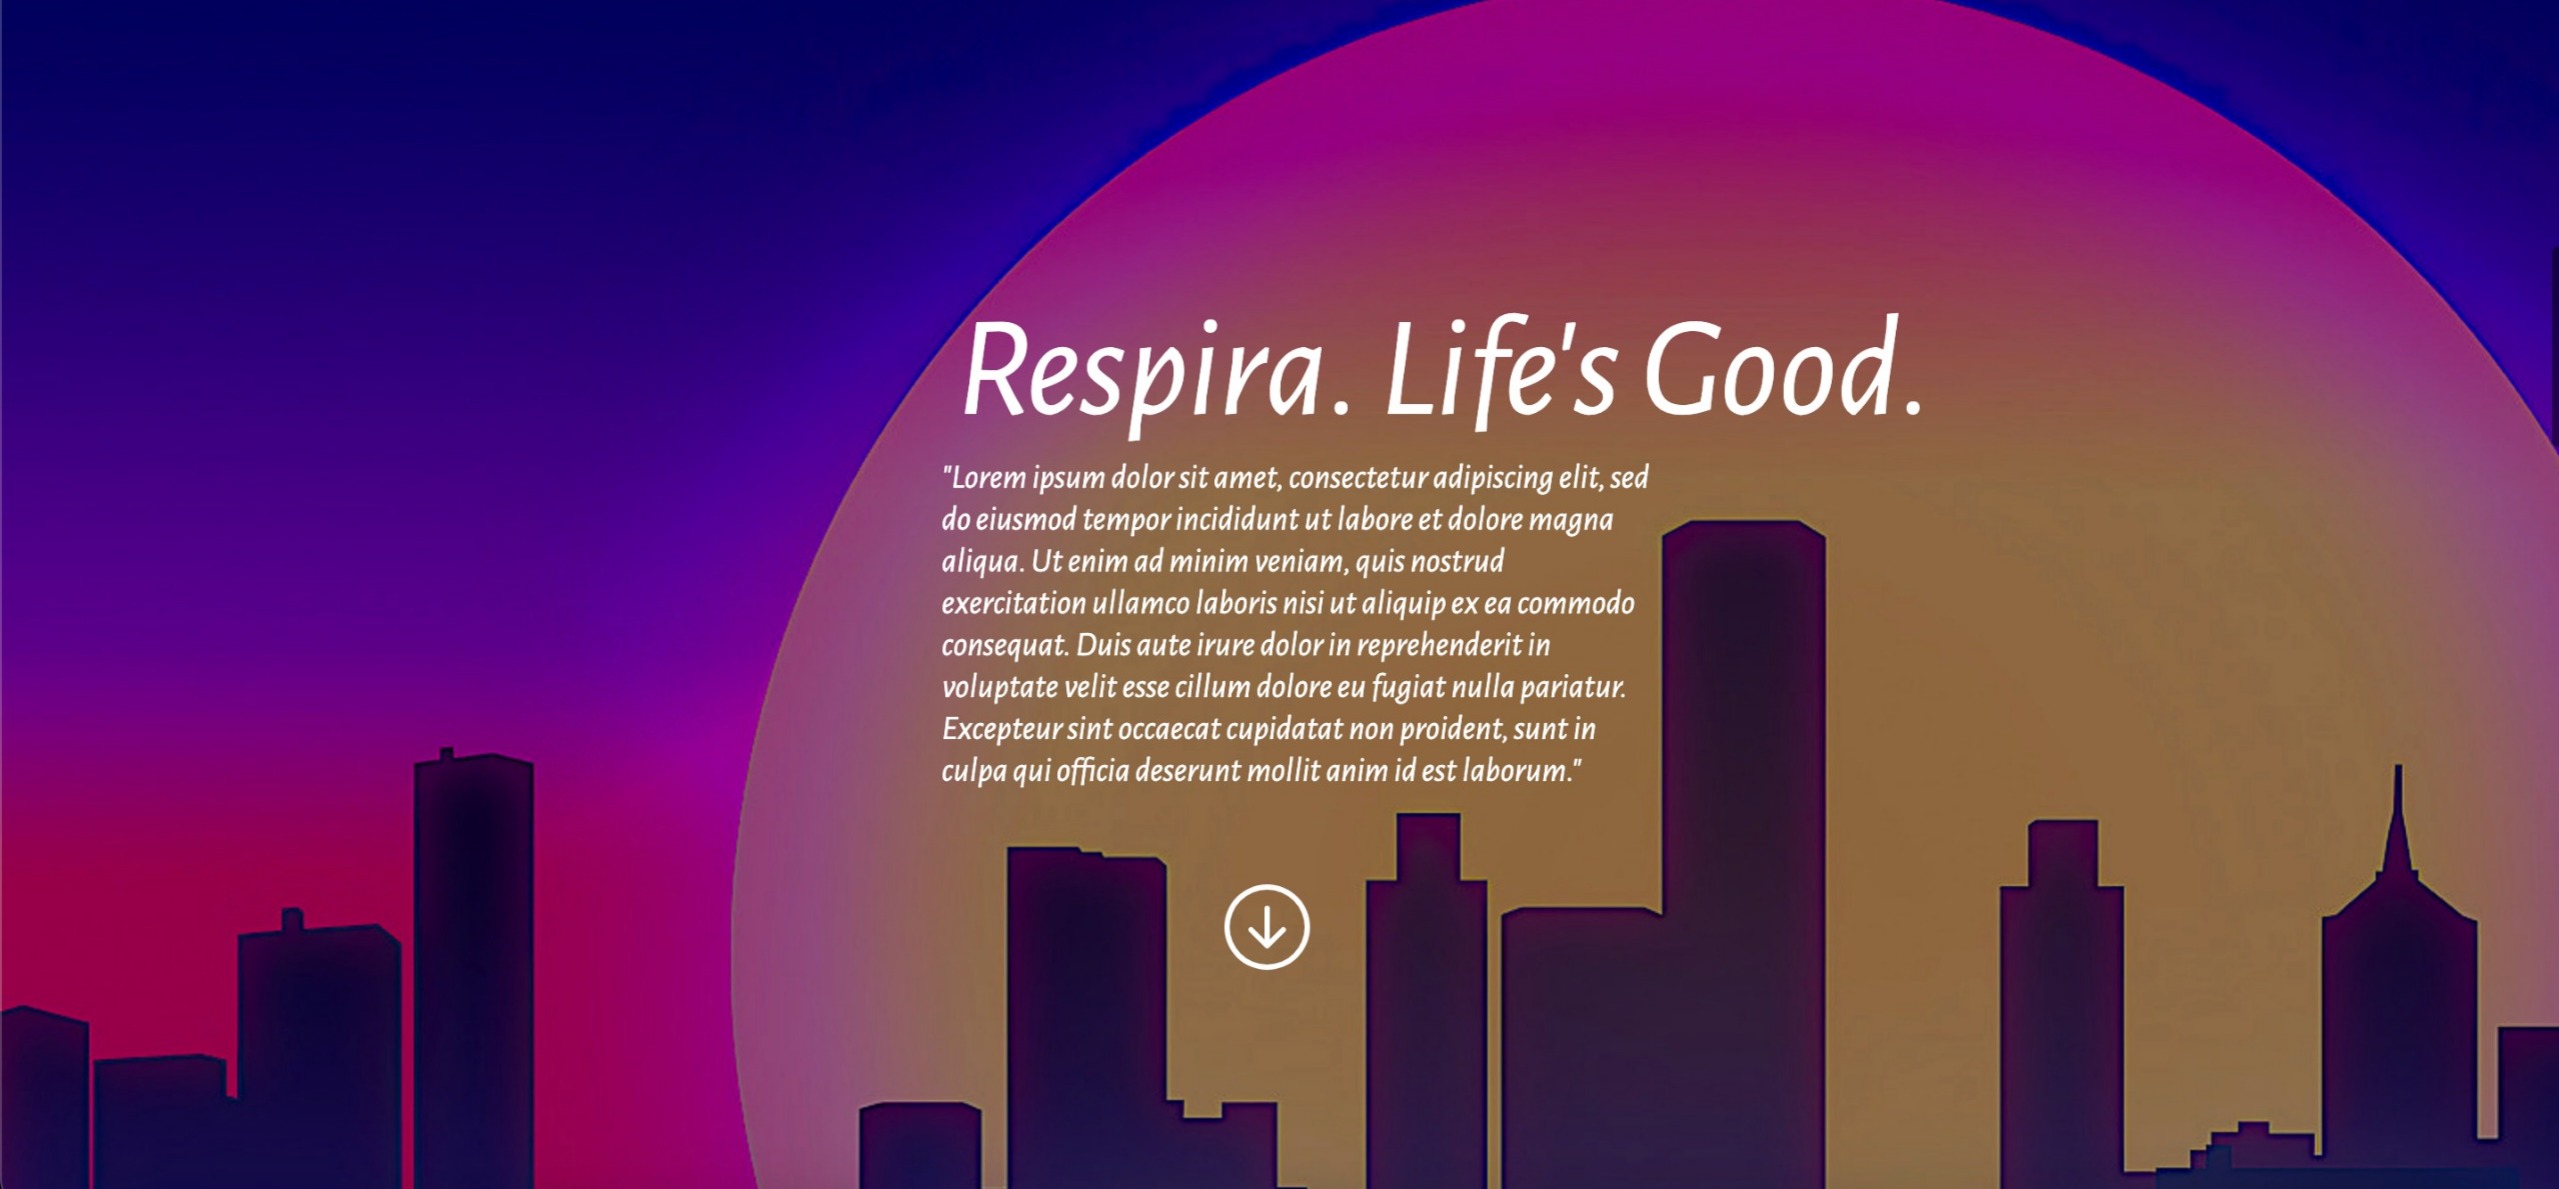 Respira. Life's Good.
"Lorem ipsum dolor sit amet, consectetur adipiscing elit, sed
do eiusmod tempor incididunt ut labore et dolore magna
aliqua. Ut enim ad minim veniam, quis nostrud
exercitation ullamco laboris nisi ut aliquip ex ea commodo
consequat. Duis aute irure dolor in reprehenderit in
voluptate velit esse cillum dolore eu fugiat nulla pariatur.
Excepteur sint occaecat cupidatat non proident, sunt in
culpa qui officia deserunt mollit anim id est laborum."